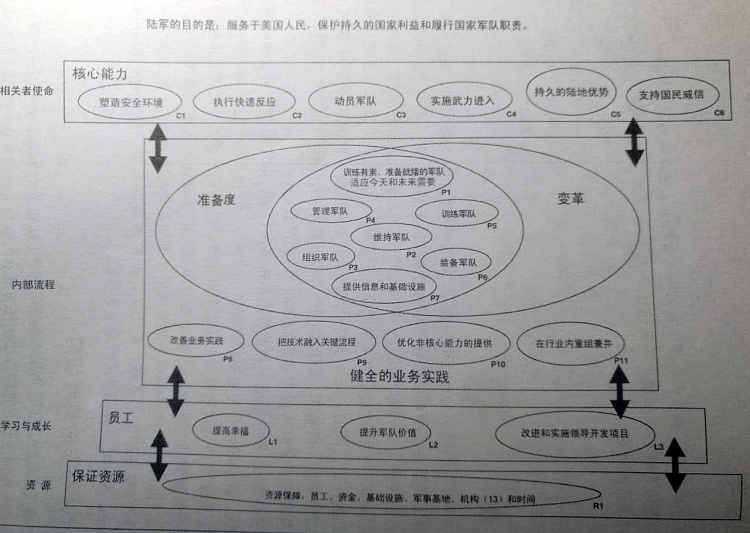 陆军的目的是：服务于美国人民，保护持久的国家利益和履行国家军队职责。
相关者使命
核心能力
塑造安全环境
C1
执行快速反应
C2
动员军队
C3
实施武力进入
C4
持久的陆地优势
C5
支持国民威信
C6
内部流程
准备度
变革
训练有素、准备就绪的军队
适应今天和未来需要
P1
管理军队
P4
训练军队
P5
维持军队
P2
组织军队
P3
装备军队
P6
提供信息和基础设施
P7
改善业务实践
P8
把技术融入关键流程
P9
优化非核心能力的提供
P10
在行业内重组兼并
P11
健全的业务实践
学习与成长
员工
提高幸福
L1
提升军队价值
L2
改进和实施领导开发项目
L3
资源
保证资源
资源保障，员工、资金、基础设施、军事基地、机构（13）和时间
R1